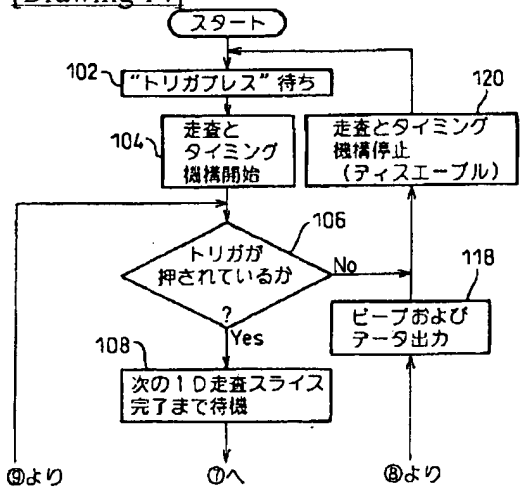 [Drawing 14]
スタート
102
"トリガプレス"待ち
104
走査と
タイミング
機構開始
120
走査とタイミング
機構停止
(ディスエーブル)
106
トリガが
押されているか
?
No
Yes
118
ビープおよび
データ出力
108
次の1D走査スライス
完了まで待機
⑨より
⑦へ
⑧より